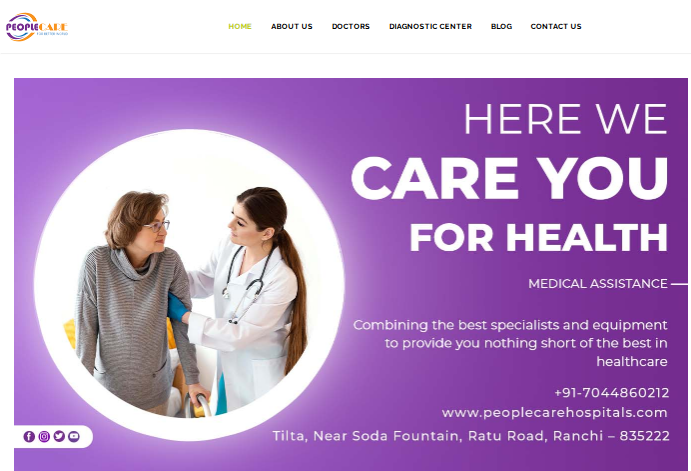 PEOPLECARE
HOME ABOUT US DOCTORS DIAGNOSTIC CENTER BLOG CONTACT US
HERE WE
CARE YOU
FOR HEALTH
MEDICAL ASSISTANCE
Combining the best specialists and equipment
to provide you nothing short of the best in
healthcare
+91-7044860212
www.peoplecarehospitals.com
Tilta, Near Soda Fountain, Ratu Road, Ranchi – 835222